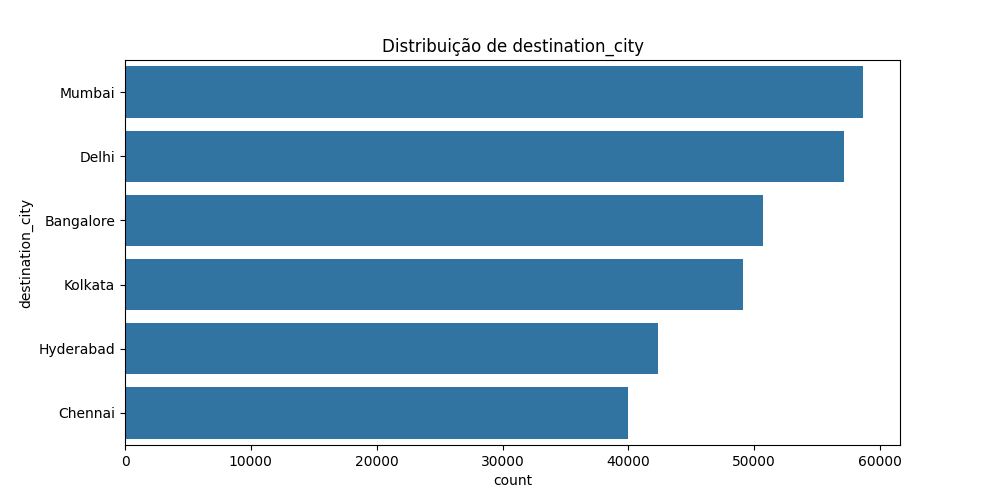 Distribuição de destination_city
destination_city
Mumbai
Delhi
Bangalore
Kolkata
Hyderabad
Chennai
0 10000 20000 30000 40000 50000 60000
count